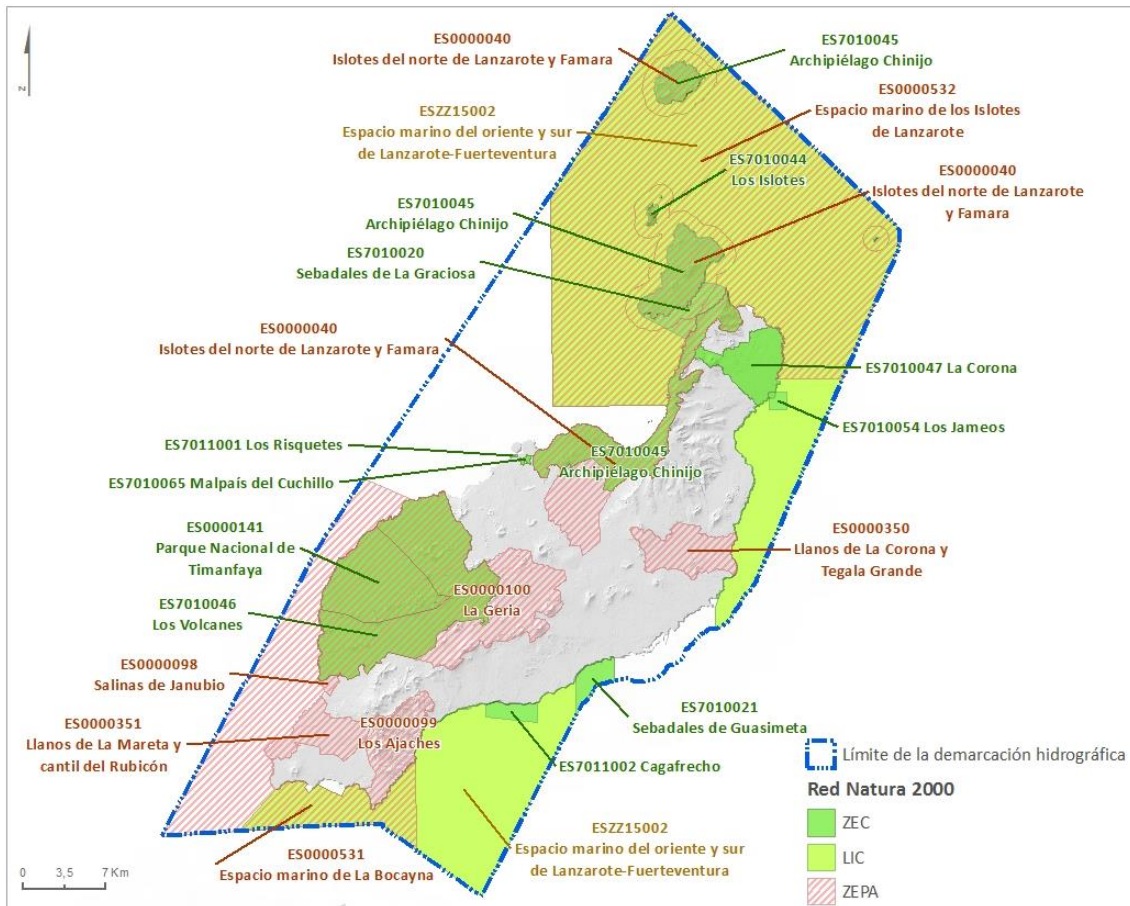 ES0000040
Islotes del norte de Lanzarote y Famara
ES7010045
Archipiélago Chinijo
ES0000532
Espacio marino de los Islotes
de Lanzarote
ESZZ15002
Espacio marino del oriente y sur
de Lanzarote-Fuerteventura
ES7010044
Los Islotes
ES0000040
Islotes del norte de Lanzarote
y Famara
ES7010045
Archipiélago Chinijo
ES7010020
Sebadales de La Graciosa
ES0000040
Islotes del norte de Lanzarote y Famara
ES7010047 La Corona
ES7010054 Los Jameos
ES7011001 Los Risquetes
ES7010045
Archipiélago Chinijo
ES7010065 Malpaís del Cuchillo
ES0000141
Parque Nacional de
Timanfaya
ES0000350
Llanos de La Corona y
Tegala Grande
ES0000100
La Geria
ES7010046
Los Volcanes
ES0000098
Salinas de Janubio
ES0000351
Llanos de La Mareta y
cantil del Rubicón
ES0000099
Los Ajaches
ES7010021
Sebadales de Guasimeta
ES7011002 Cagafrecho
ESZZ15002
Espacio marino del oriente y sur
de Lanzarote-Fuerteventura
ES0000531
Espacio marino de La Bocayna
Límite de la demarcación hidrográfica
Red Natura 2000
ZEC
LIC
ZEPA
0 3,5 7 Km
N